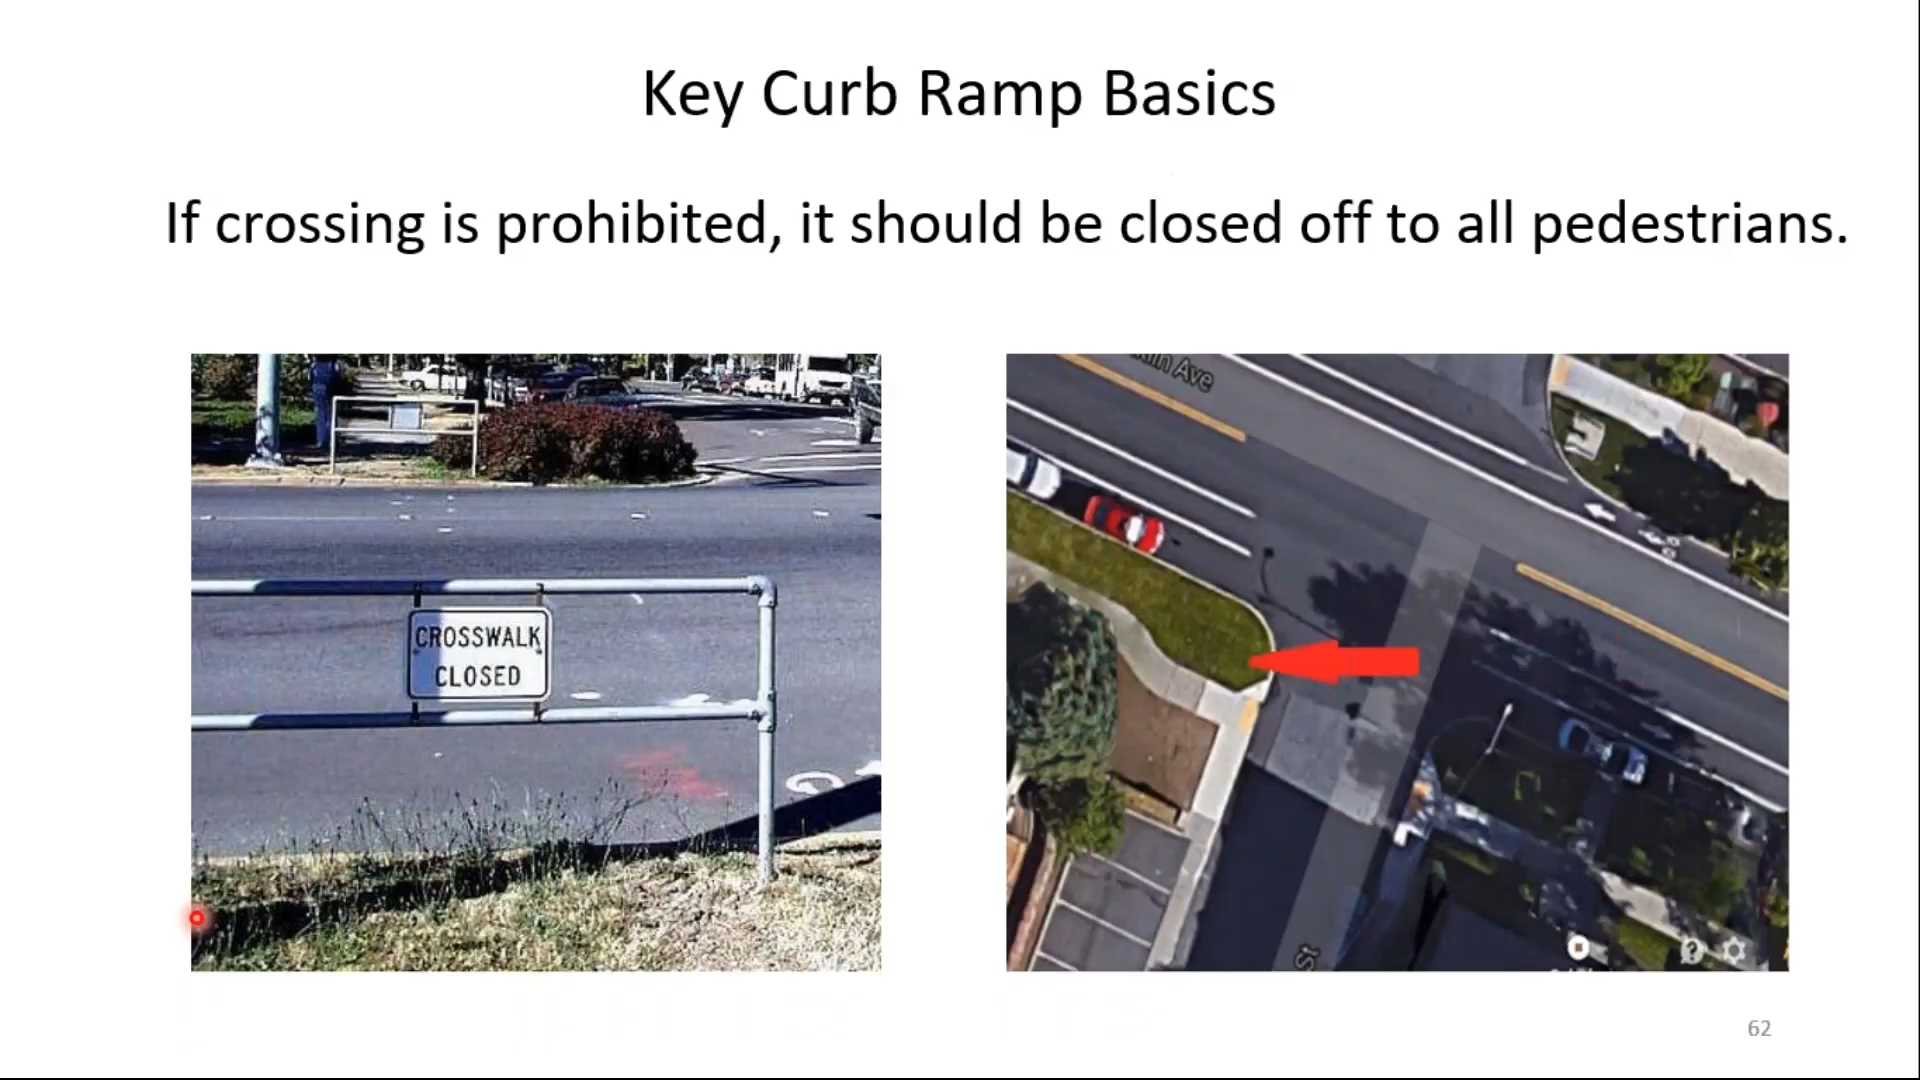 Key Curb Ramp Basics
If crossing is prohibited, it should be closed off to all pedestrians.
CROSSWALK
CLOSED
Ave
St
62